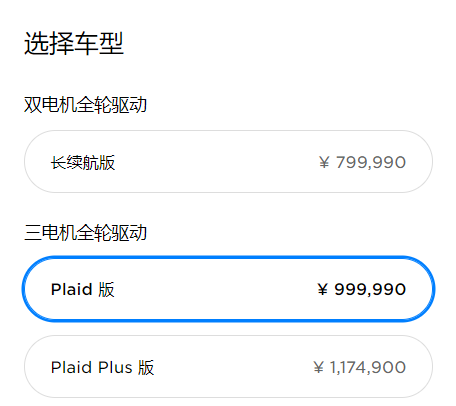 选择车型
双电机全轮驱动
长续航版 ¥ 799,990
三电机全轮驱动
Plaid 版 ¥ 999,990
Plaid Plus 版 ¥ 1,174,900